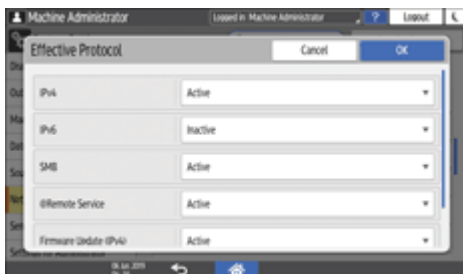 Machine Administrator
Logged in Machine Administrator
?
Logout
Effective Protocol
Cancel
OK
IPv4
Active
IPv6
Inactive
SMB
Active
@Remote Service
Active
Firmware Update (IPv4)
Active